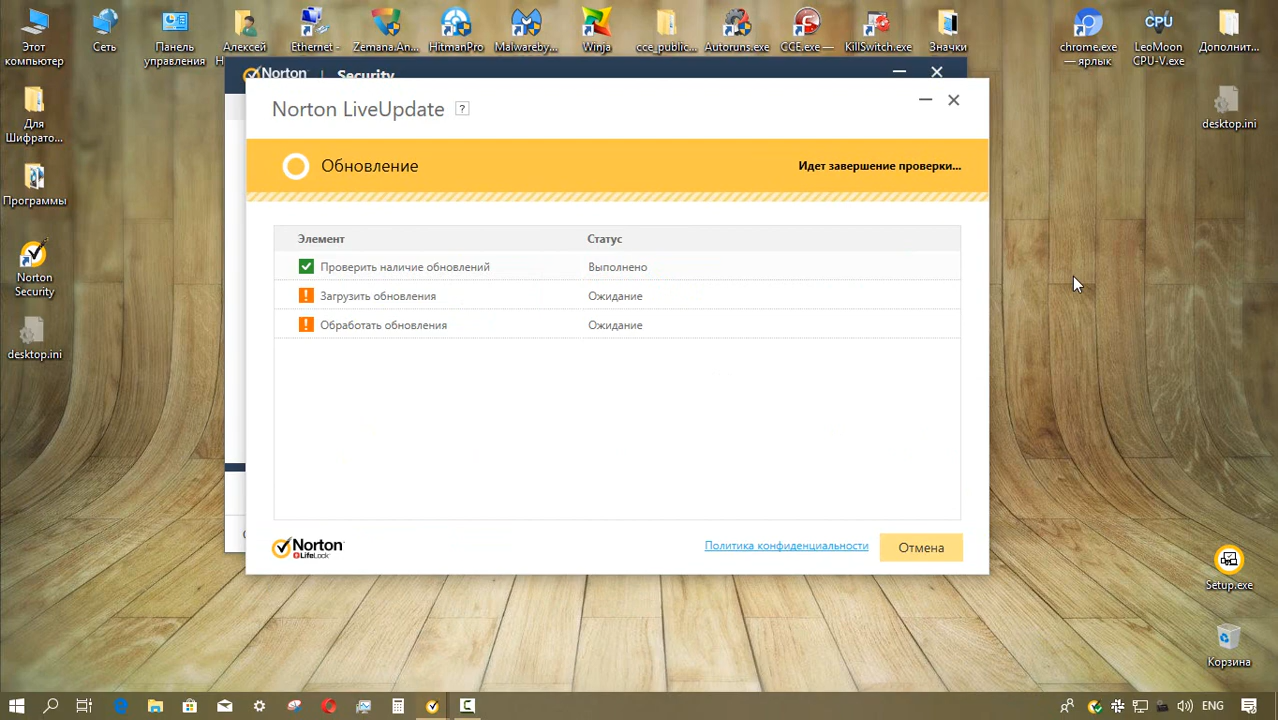 Этот компьютер
Сеть
Панель управления
Алексей
Ethernet -
Zemana.An...
HitmanPro
Malwareby...
Winja
cce_public...
Autoruns.exe
CCE.exe —
KillSwitch.exe
Значки
chrome.exe — ярлык
LeoMoon CPU-V.exe
Дополнит...
CPU
Для Шифрато...
desktop.ini
Программы
Norton Security
desktop.ini
Norton | Security
Norton LiveUpdate ?
Обновление
Идет завершение проверки...
Элемент Статус
Проверить наличие обновлений Выполнено
Загрузить обновления Ожидание
Обработать обновления Ожидание
Norton
LifeLock
Политика конфиденциальности
Отмена
Setup.exe
Корзина
ENG